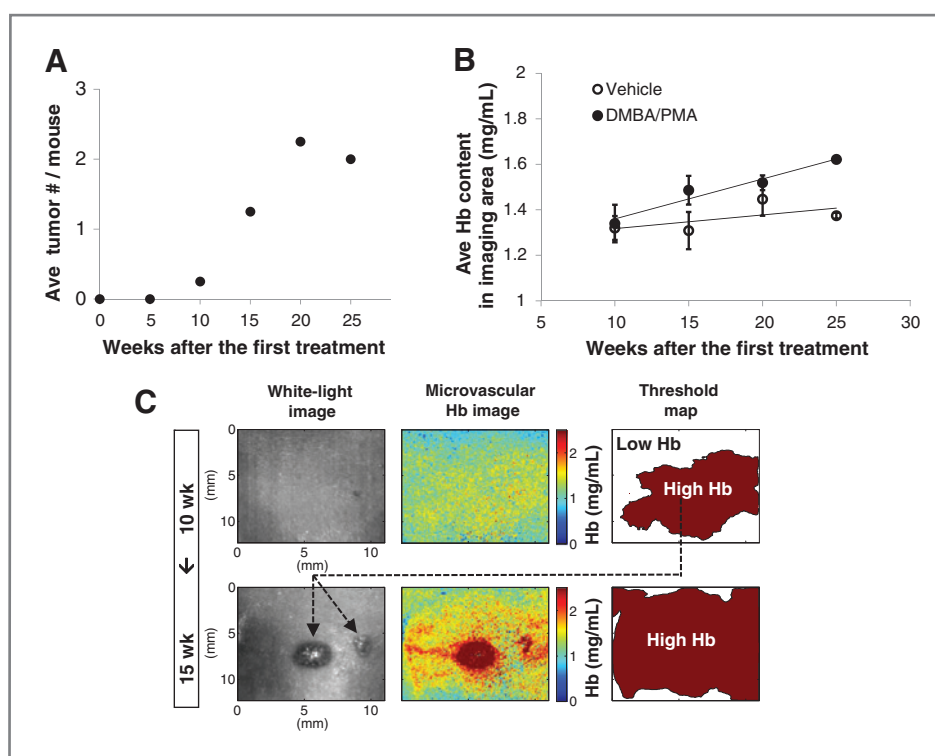 A
3
2
1
0
Ave tumor # / mouse
0 5 10 15 20 25
Weeks after the first treatment
B
2
1.8
1.6
1.4
1.2
1
Ave Hb content
in imaging area (mg/mL)
Vehicle
DMBA/PMA
5 10 15 20 25 30
Weeks after the first treatment
C
White-light
image
Microvascular
Hb image
Threshold
map
10 wk
0
5
10
(mm)
0 5 10
(mm)
2
1
0
Hb (mg/mL)
Low Hb
High Hb
15 wk
0
5
10
(mm)
0 5 10
(mm)
2
1
0
Hb (mg/mL)
High Hb